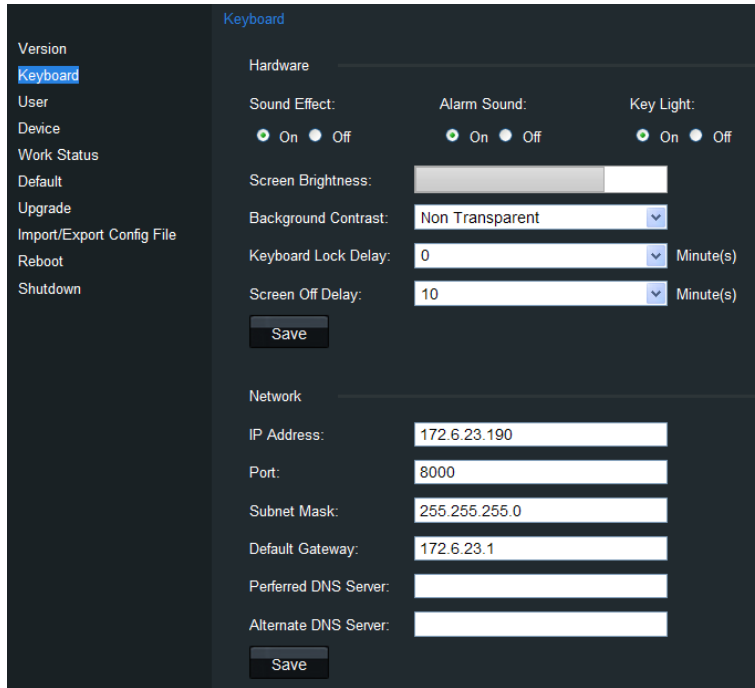 Keyboard
Version
Keyboard
User
Device
Work Status
Default
Upgrade
Import/Export Config File
Reboot
Shutdown
Hardware
Sound Effect: Alarm Sound: Key Light:
On Off On Off On Off
Screen Brightness:
Background Contrast: Non Transparent
Keyboard Lock Delay: 0 Minute(s)
Screen Off Delay: 10 Minute(s)
Save
Network
IP Address: 172.6.23.190
Port: 8000
Subnet Mask: 255.255.255.0
Default Gateway: 172.6.23.1
Perferred DNS Server:
Alternate DNS Server:
Save